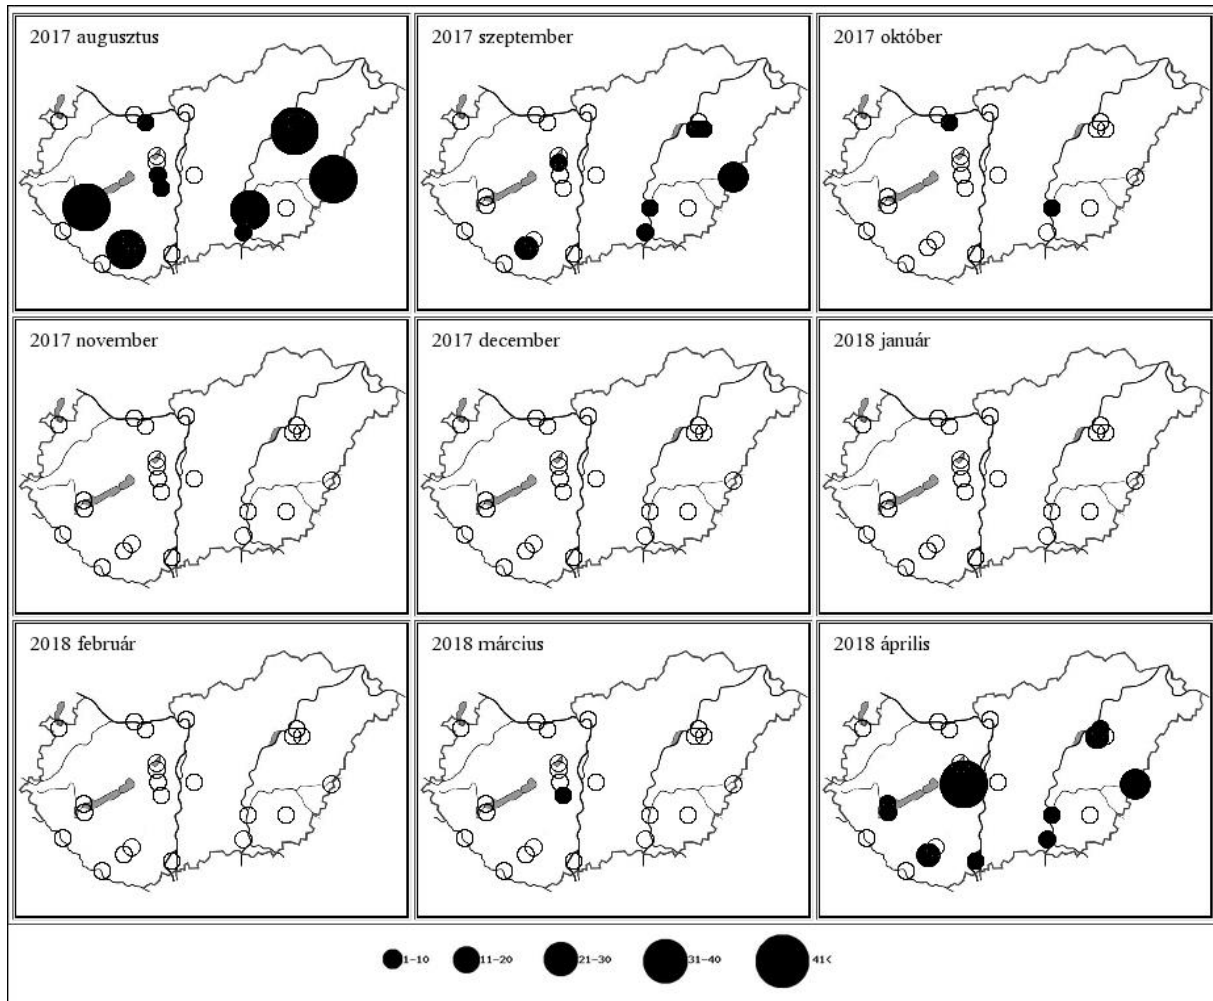 2017 augusztus
2017 szeptember
2017 október
2017 november
2017 december
2018 január
2018 február
2018 március
2018 április
1-10
11-20
21-30
31-40
41<